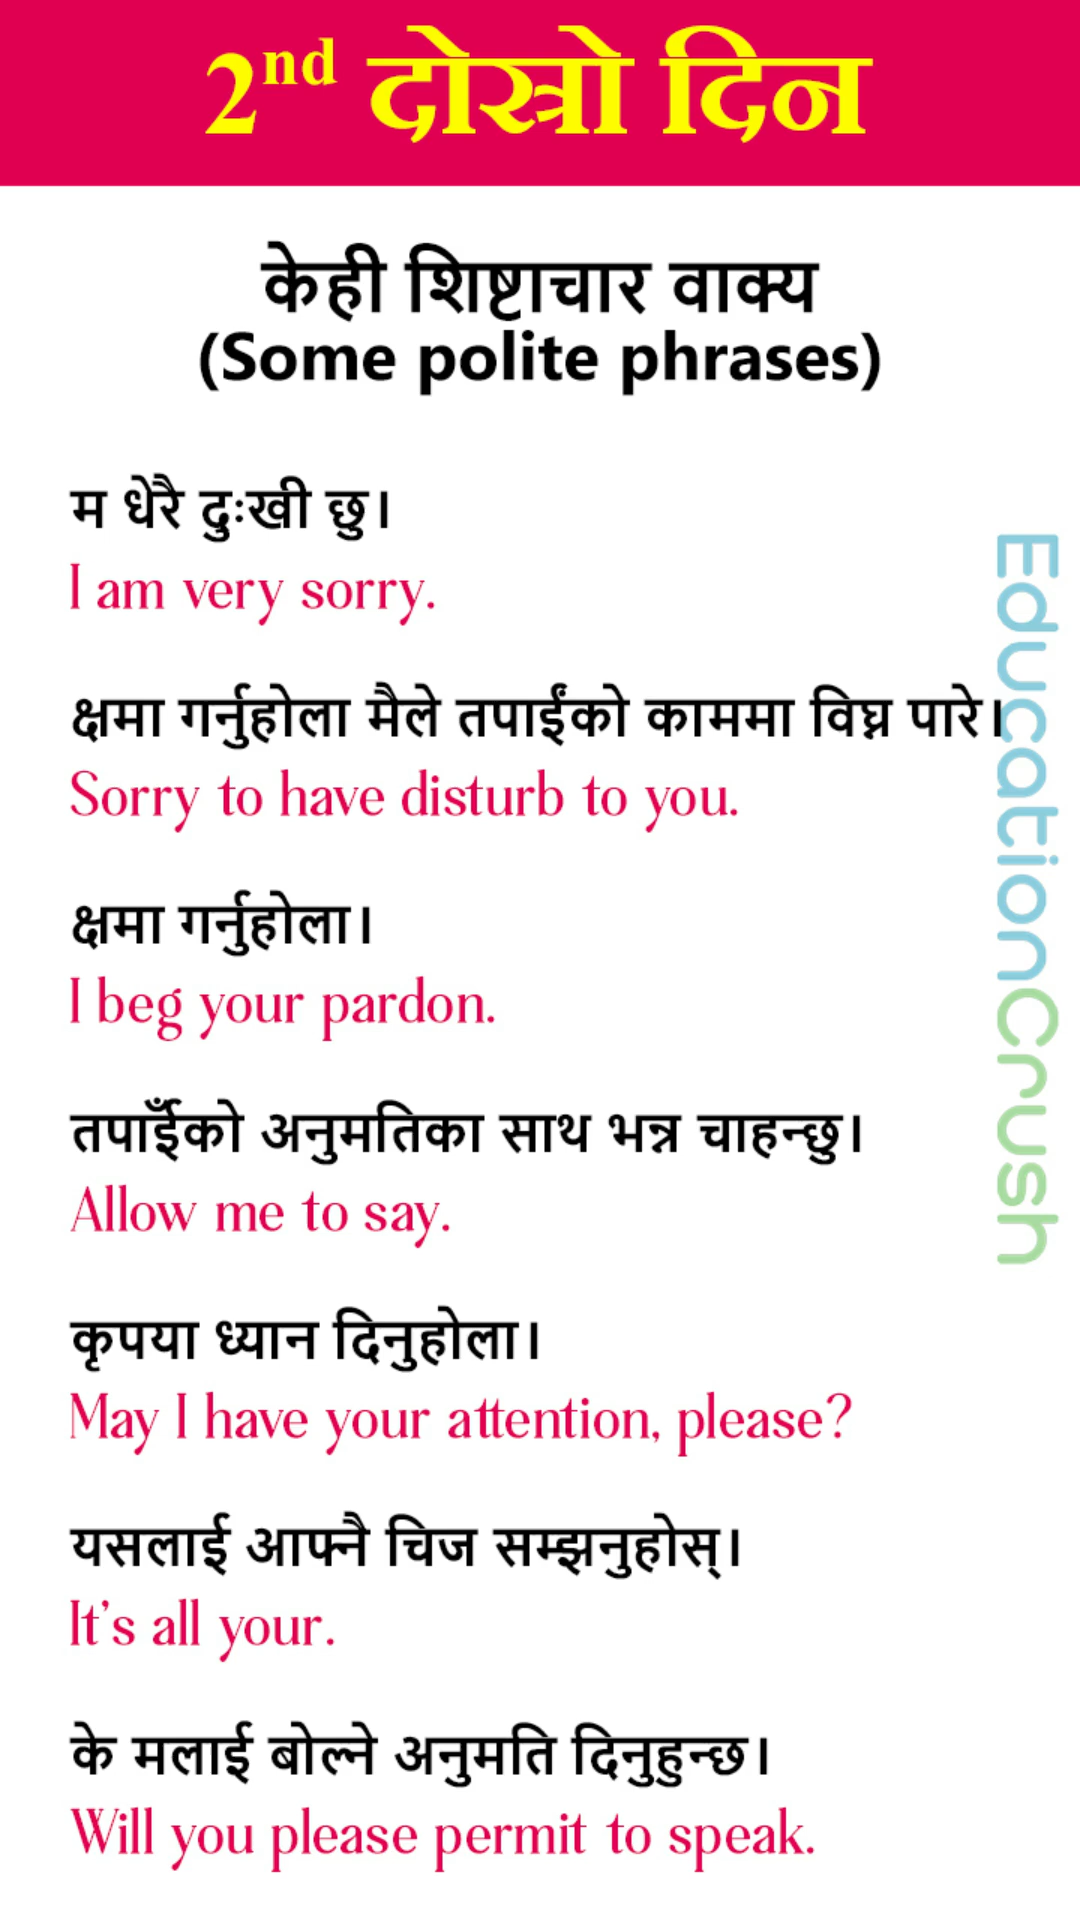 2nd दोस्रो दिन
केही शिष्टाचार वाक्य
(Some polite phrases)
म धेरै दुःखी छु।
I am very sorry.
क्षमा गर्नुहोला मैले तपाईंको काममा विघ्न पारे।
Sorry to have disturb to you.
क्षमा गर्नुहोला।
I beg your pardon.
तपाइँको अनुमतिका साथ भन्न चाहन्छु।
Allow me to say.
कृपया ध्यान दिनुहोला।
May I have your attention, please?
यसलाई आफ्नै चिज सम्झनुहोस्।
It's all your.
के मलाई बोल्ने अनुमति दिनुहुन्छ।
Will you please permit to speak.
EducationCrush